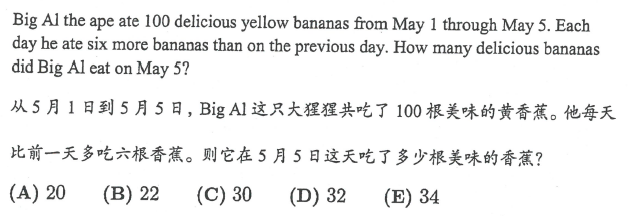 Big Al the ape ate 100 delicious yellow bananas from May 1 through May 5. Each
day he ate six more bananas than on the previous day. How many delicious bananas
did Big Al eat on May 5?
从 5 月 1 日到 5 月 5 日，Big Al 这只大猩猩共吃了 100 根美味的黄香蕉。他每天
比前一天多吃六根香蕉。则它在 5 月 5 日这天吃了多少根美味的香蕉？
(A) 20 (B) 22 (C) 30 (D) 32 (E) 34